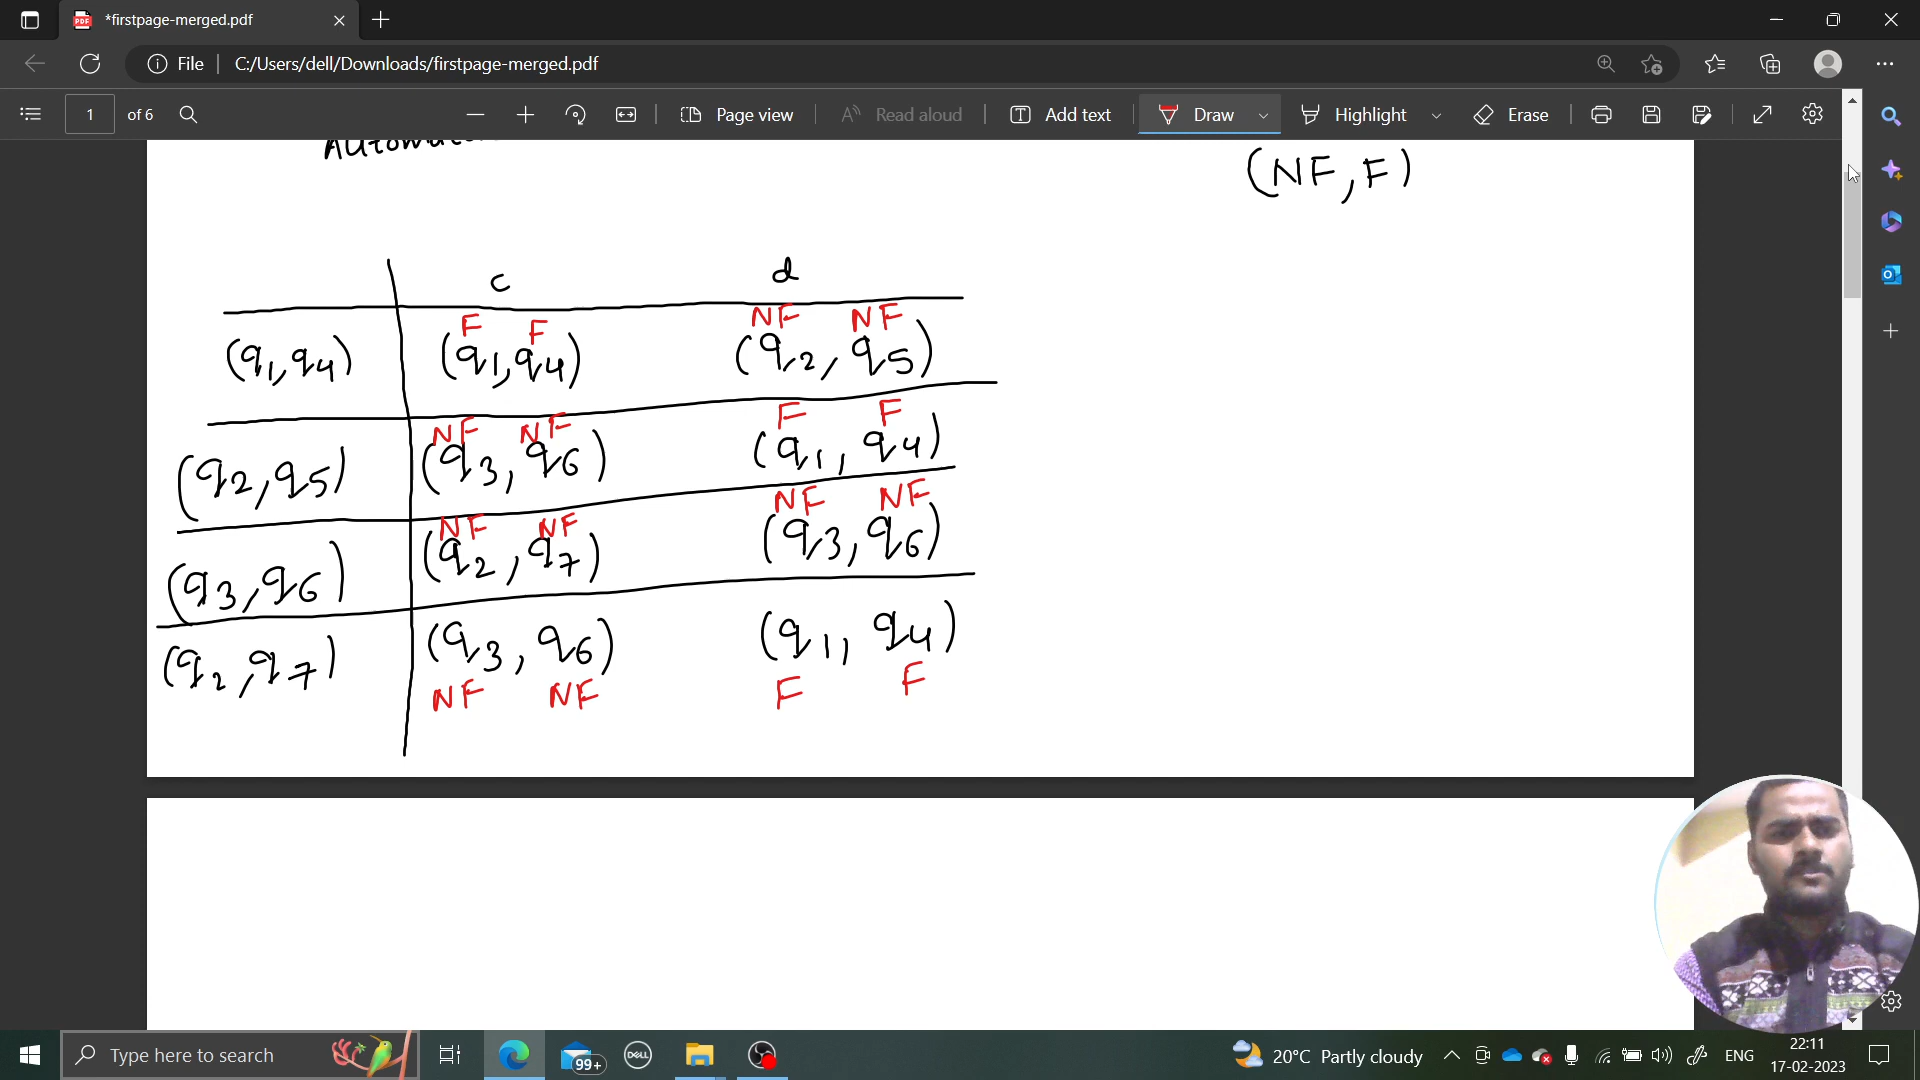 *firstpage-merged.pdf
File C:/Users/dell/Downloads/firstpage-merged.pdf
1 of 6 Page view Read aloud Add text Draw Highlight Erase
(NF,F)
c d
F F NF NF
(q1,q4) (q1,q4) (q2,q5)
NF NF F F
(q2,q5) (q3,q6) (q1,q4)
NF NF NF NF
(q3,q6) (q2,q7) (q3,q6)
(q2,q7) (q3,q6) (q1,q4)
NF NF F F
Type here to search 99+ DELL 20°C Partly cloudy ENG 22:11
17-02-2023